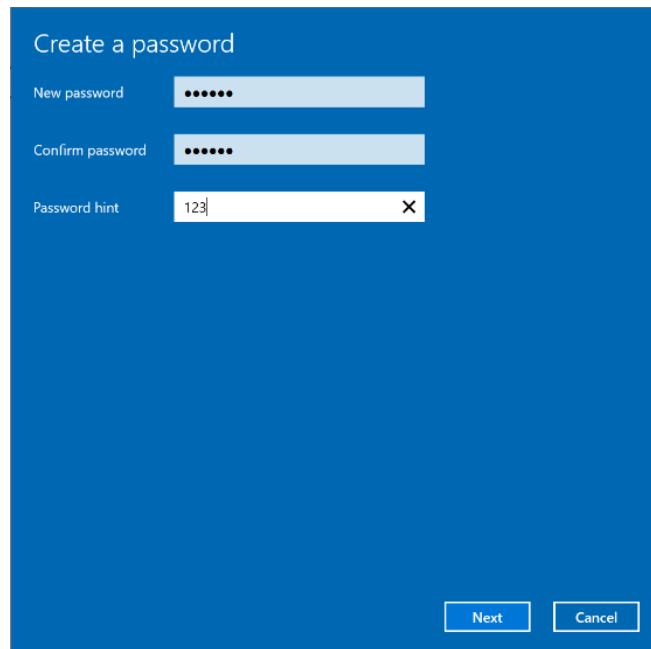 Create a password
New password ●●●●●●
Confirm password ●●●●●●
Password hint 123
Next Cancel